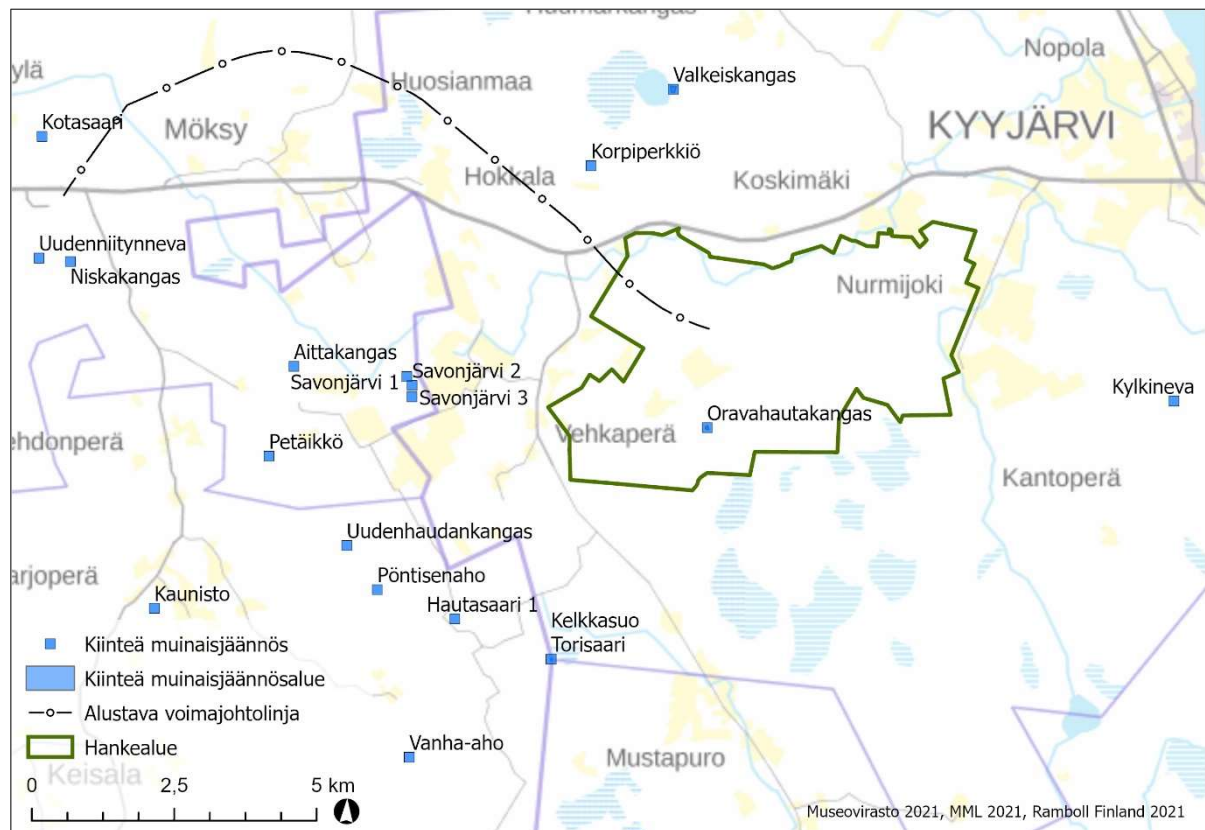 Nopola
Valkeiskangas
Huosianmaa
KYYJÄRVI
Kotasaari
Möksy
Korpiperkkiö
Hokkala
Koskimäki
Uudenniitynneva
Niskakangas
Nurmijoki
Aittakangas
Savonjärvi 2
Savonjärvi 1
Savonjärvi 3
Kylkineva
Oravahautakangas
Vehkaperä
Petäikkö
Kantoperä
Uudenhaudankangas
Pöntisenaho
Kaunisto
Hautasaari 1
Kelkkasuo
Torisaari
Kiinteä muinaisjäännös
Kiinteä muinaisjäännösalue
Alustava voimajohtolinja
Hankealue
Vanha-aho
Mustapuro
Keisala
0 2,5 5 km
Museovirasto 2021, MML 2021, Ramboll Finland 2021